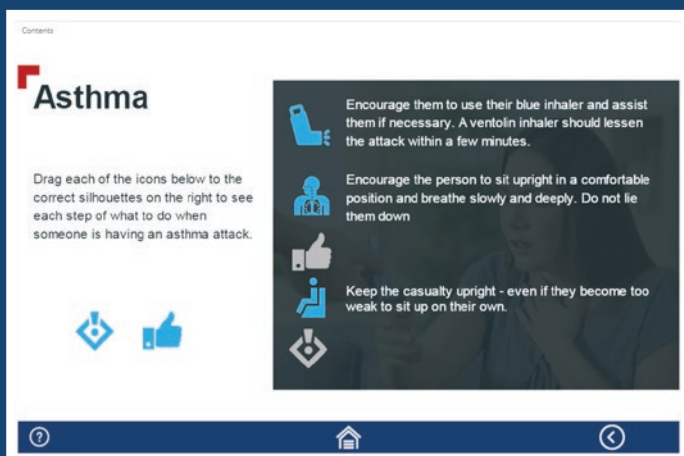 Contents
Asthma
Drag each of the icons below to the
correct silhouettes on the right to see
each step of what to do when
someone is having an asthma attack.
Encourage them to use their blue inhaler and assist
them if necessary. A ventolin inhaler should lessen
the attack within a few minutes.
Encourage the person to sit upright in a comfortable
position and breathe slowly and deeply. Do not lie
them down
Keep the casualty upright - even if they become too
weak to sit up on their own.
?